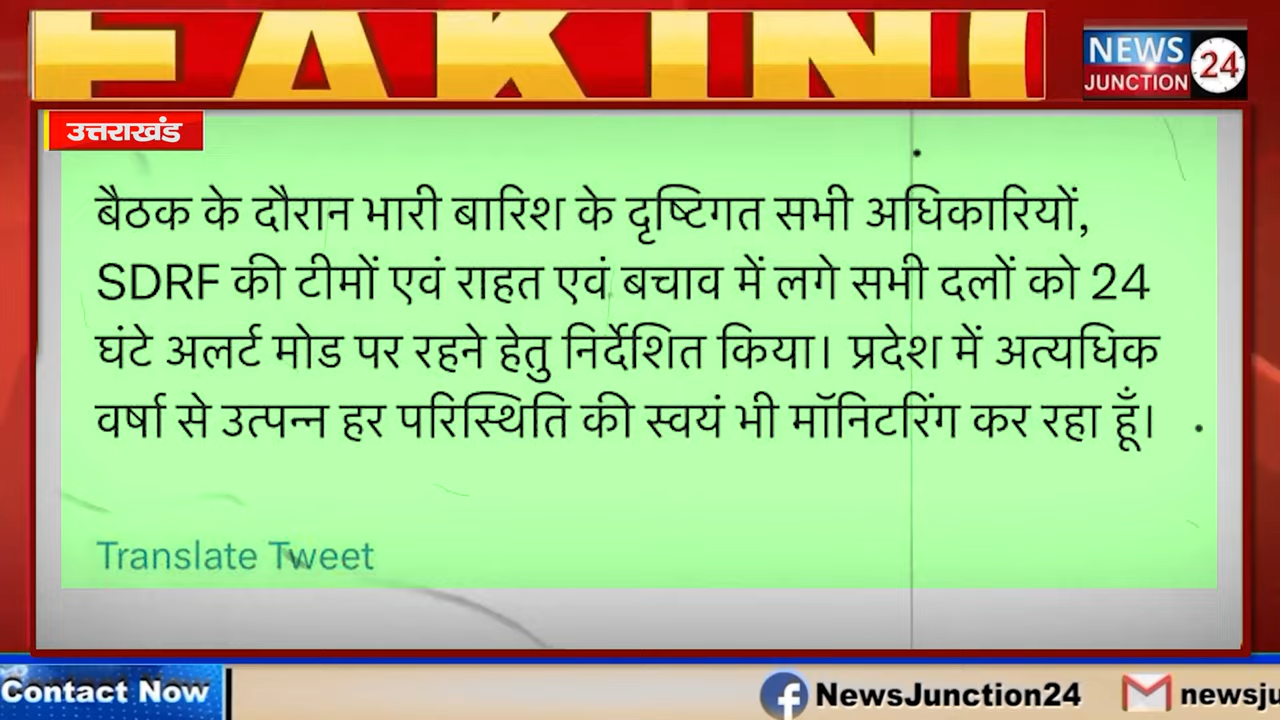 EAKIN
NEWS
JUNCTION
24
उत्तराखंड
बैठक के दौरान भारी बारिश के दृष्टिगत सभी अधिकारियों,
SDRF की टीमों एवं राहत एवं बचाव में लगे सभी दलों को 24
घंटे अलर्ट मोड पर रहने हेतु निर्देशित किया। प्रदेश में अत्यधिक
वर्षा से उत्पन्न हर परिस्थिति की स्वयं भी मॉनिटरिंग कर रहा हूँ।
Translate Tweet
Contact Now
NewsJunction24
newsju